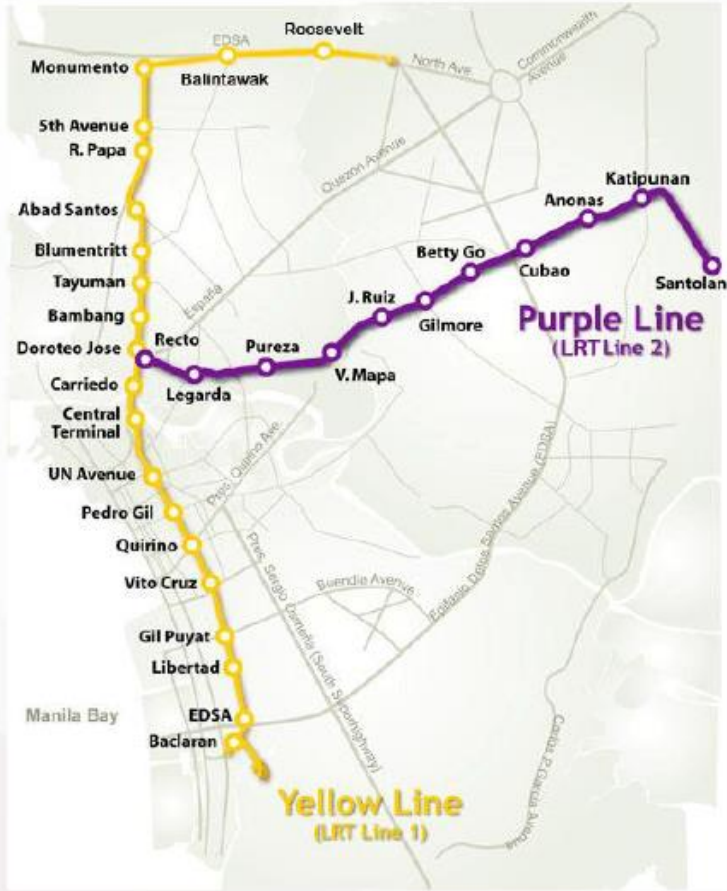 Roosevelt
EDSA
Monumento
Balintawak
North Ave.
Commonwealth
Avenue
5th Avenue
R. Papa
Quezon Avenue
Katipunan
Abad Santos
Anonas
Blumentritt
Betty Go
Cubao
Tayuman
Santolan
España
J. Ruiz
Bambang
Gilmore
Purple Line
(LRT Line 2)
Doroteo Jose
Recto
Pureza
V. Mapa
Carriedo
Legarda
Central
Terminal
UN Avenue
Pres. Quirino Ave.
Pedro Gil
Quirino
Vito Cruz
Buendia Avenue
Gil Puyat
Libertad
Manila Bay
EDSA
Baclaran
Yellow Line
(LRT Line 1)